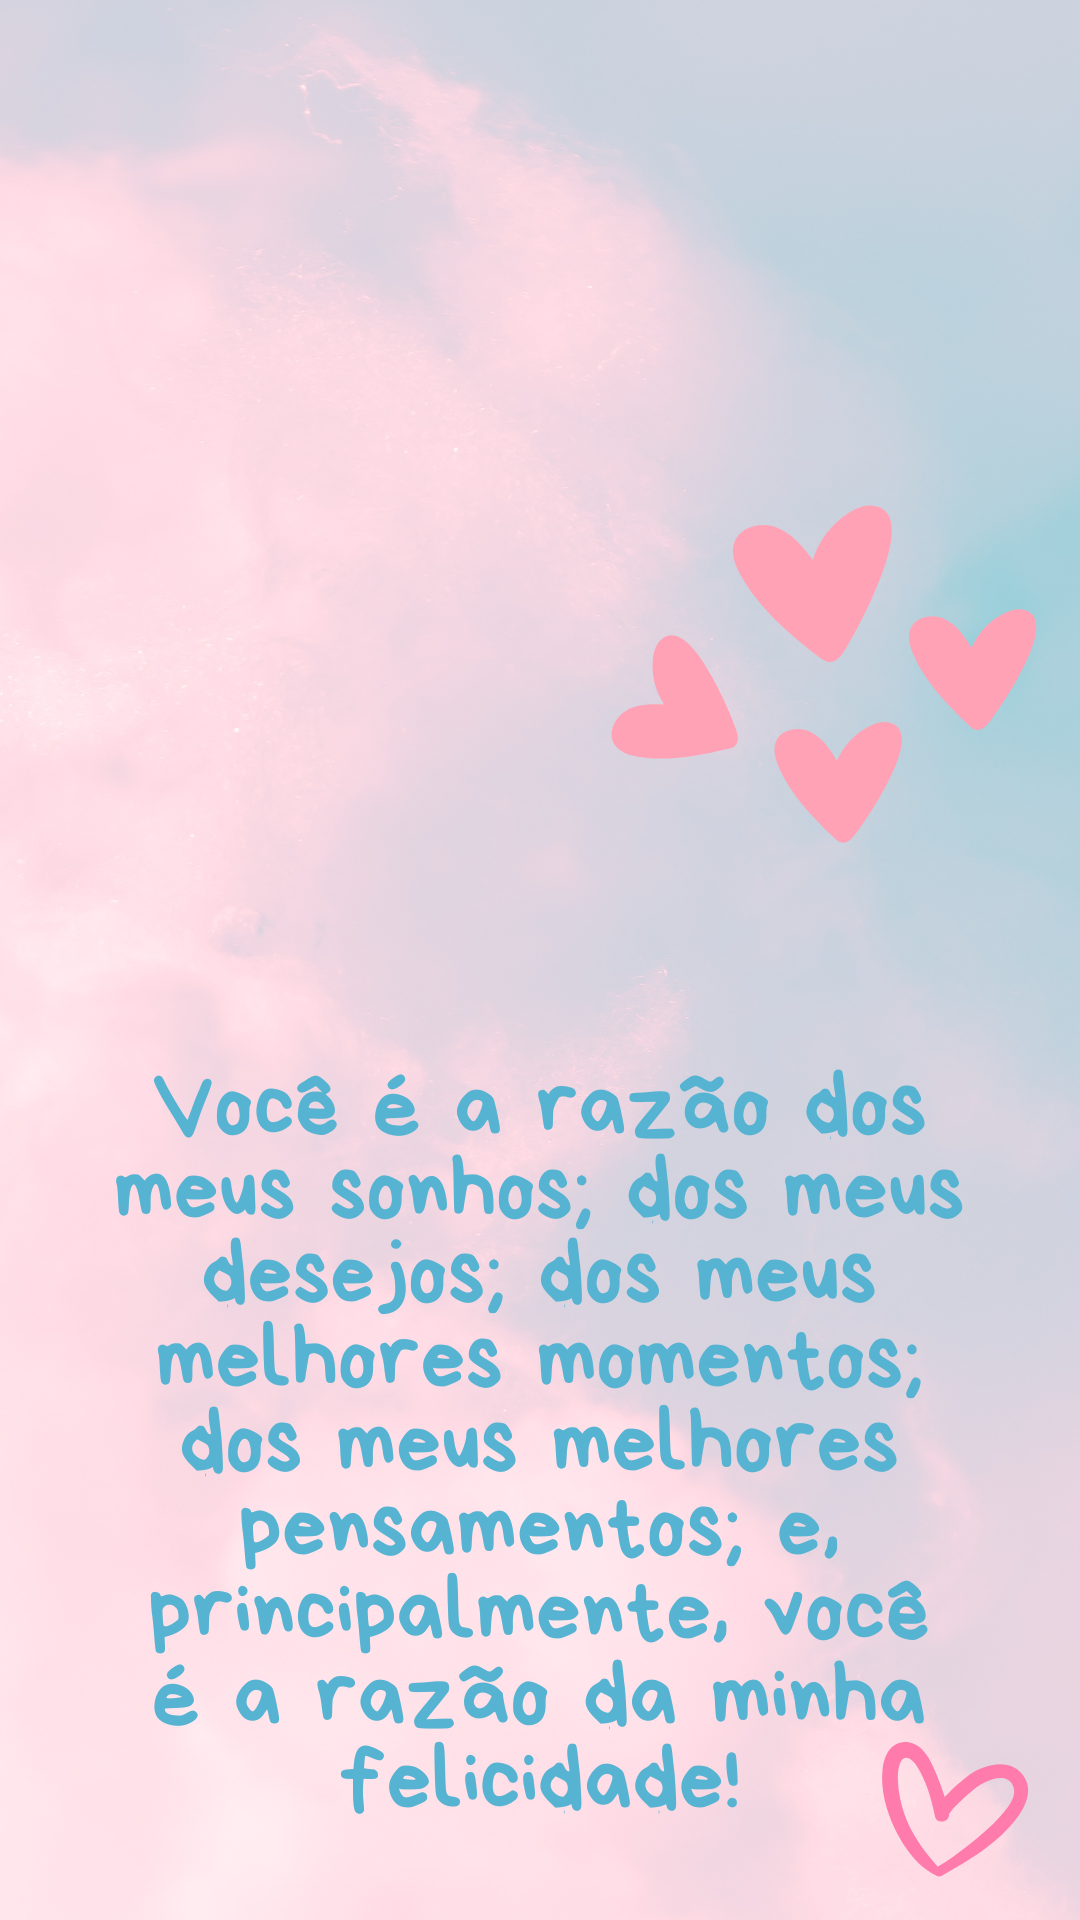 Você é a razão dos
meus sonhos; dos meus
desejos; dos meus
melhores momentos;
dos meus melhores
pensamentos; e,
principalmente, você
é a razão da minha
felicidade!